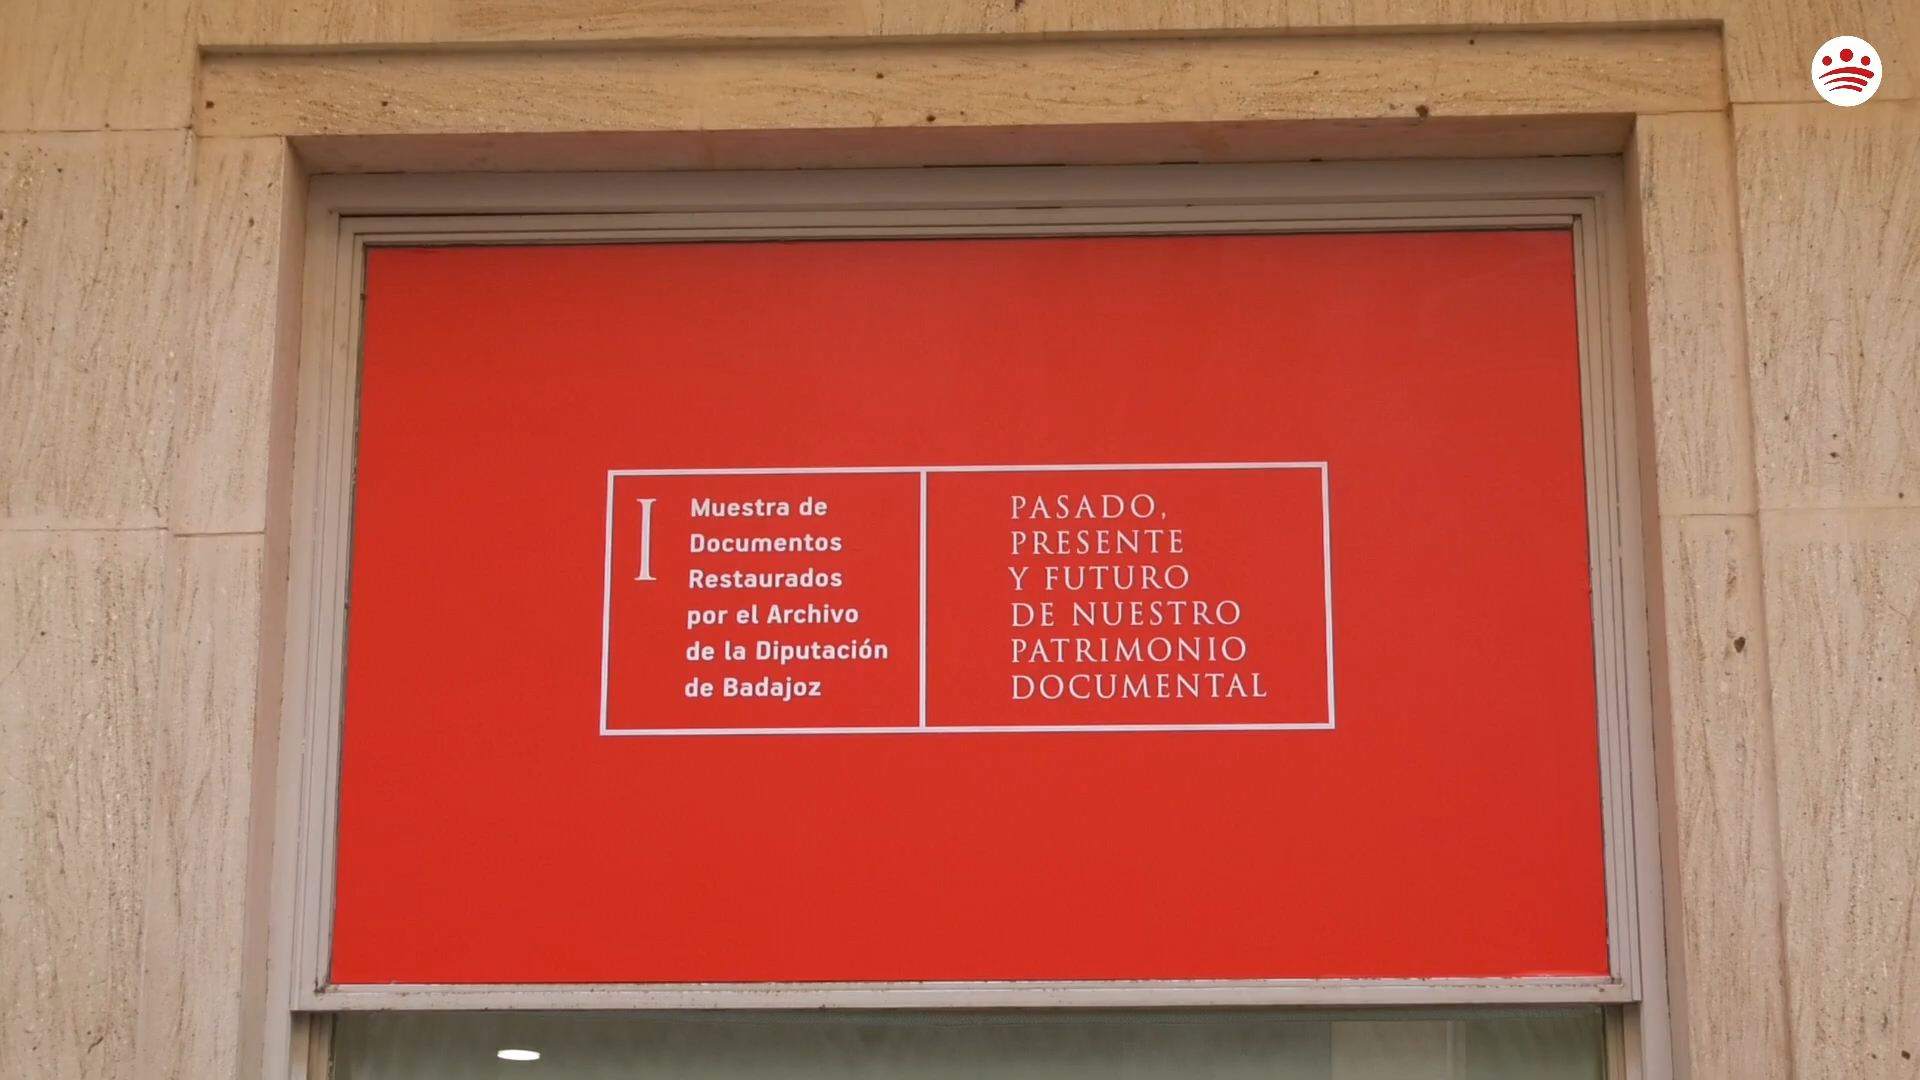 I
Muestra de
Documentos
Restaurados
por el Archivo
de la Diputación
de Badajoz
PASADO,
PRESENTE
Y FUTURO
DE NUESTRO
PATRIMONIO
DOCUMENTAL